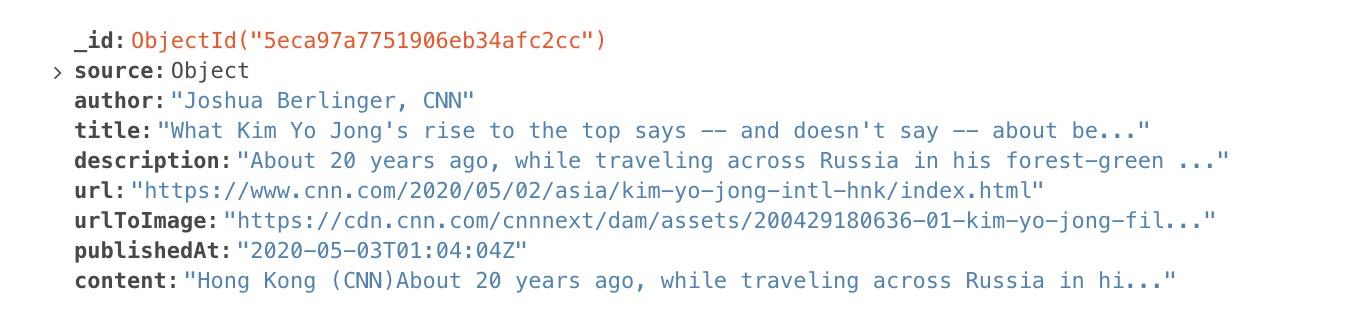 _id: ObjectId("5eca97a7751906eb34afc2cc")
> source: Object
author: "Joshua Berlinger, CNN"
title: "What Kim Yo Jong's rise to the top says -- and doesn't say -- about be..."
description: "About 20 years ago, while traveling across Russia in his forest-green ..."
url: "https://www.cnn.com/2020/05/02/asia/kim-yo-jong-intl-hnk/index.html"
urlToImage: "https://cdn.cnn.com/cnnnext/dam/assets/200429180636-01-kim-yo-jong-fil..."
publishedAt: "2020-05-03T01:04:04Z"
content: "Hong Kong (CNN)About 20 years ago, while traveling across Russia in hi..."